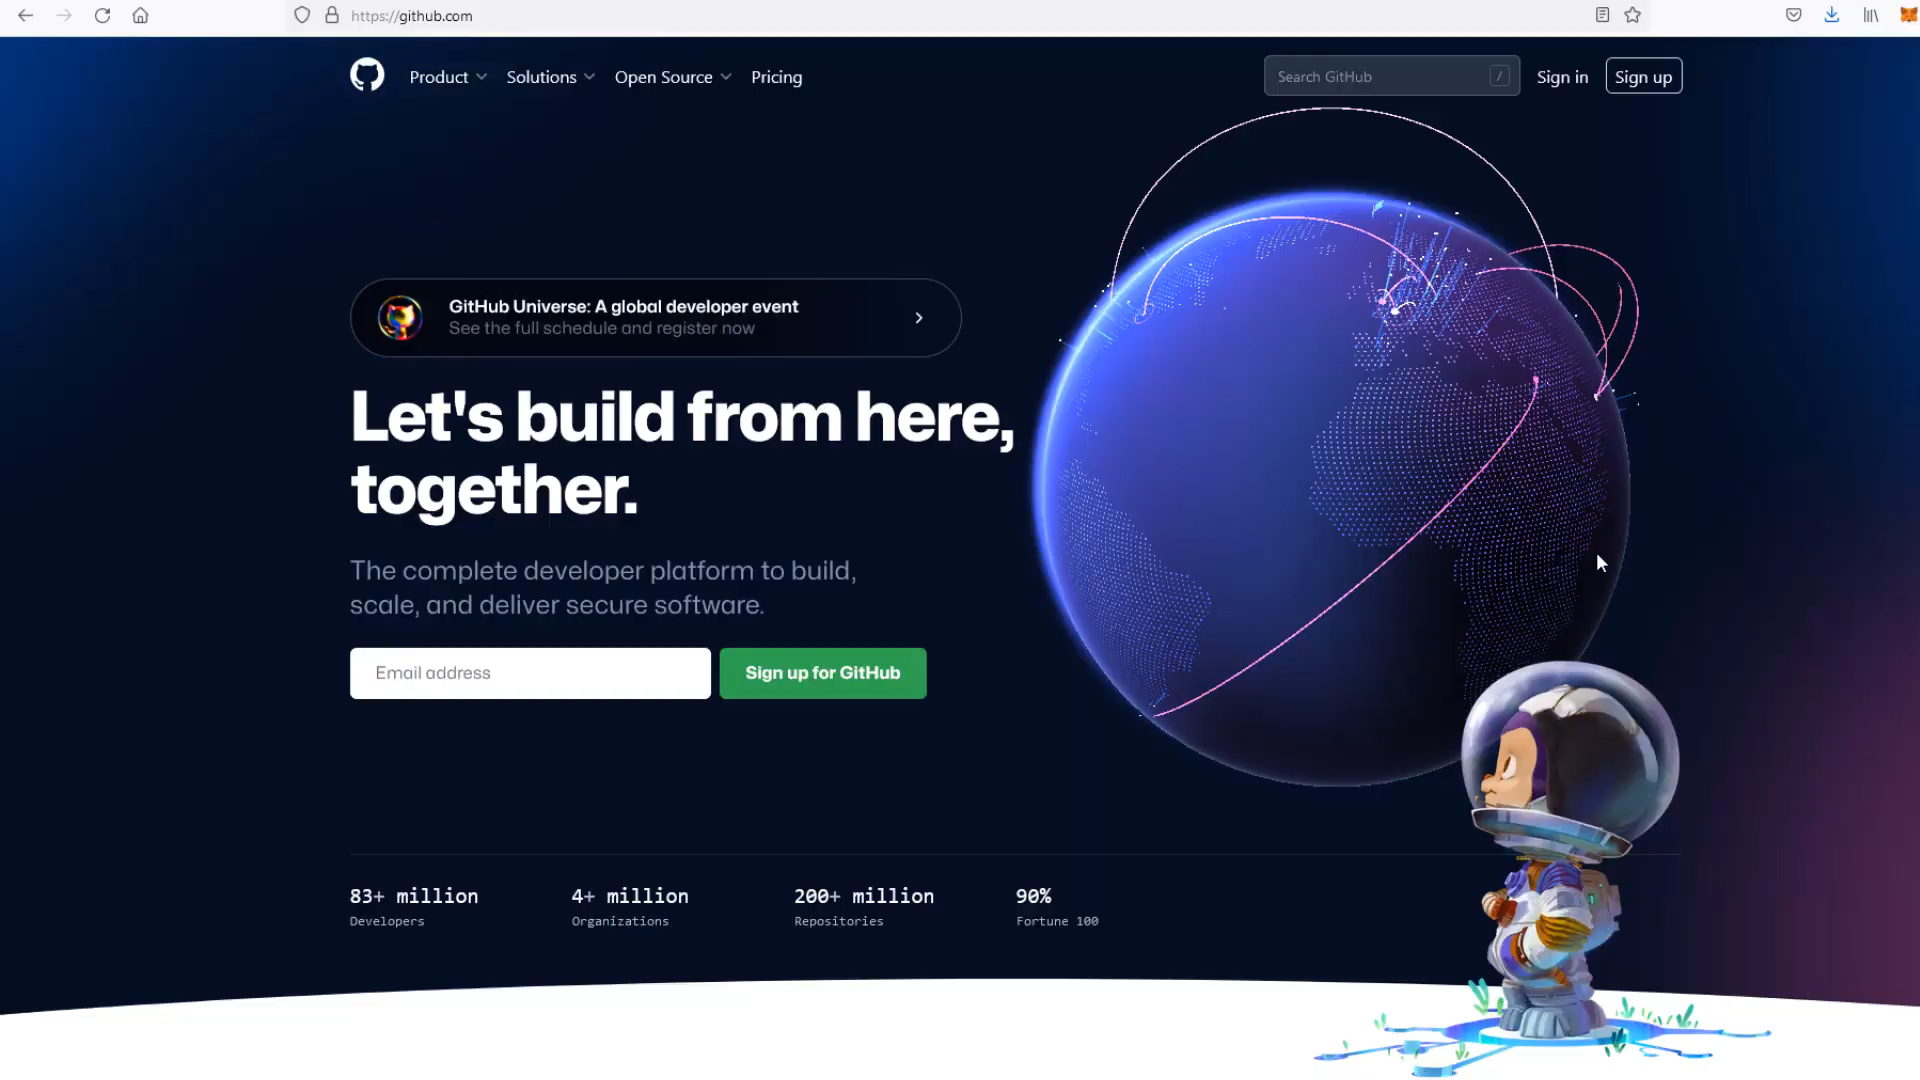 https://github.com
Product
Solutions
Open Source
Pricing
Search GitHub
/
Sign in
Sign up
GitHub Universe: A global developer event
See the full schedule and register now
Let's build from here,
together.
The complete developer platform to build,
scale, and deliver secure software.
Email address
Sign up for GitHub
83+ million
Developers
4+ million
Organizations
200+ million
Repositories
90%
Fortune 100